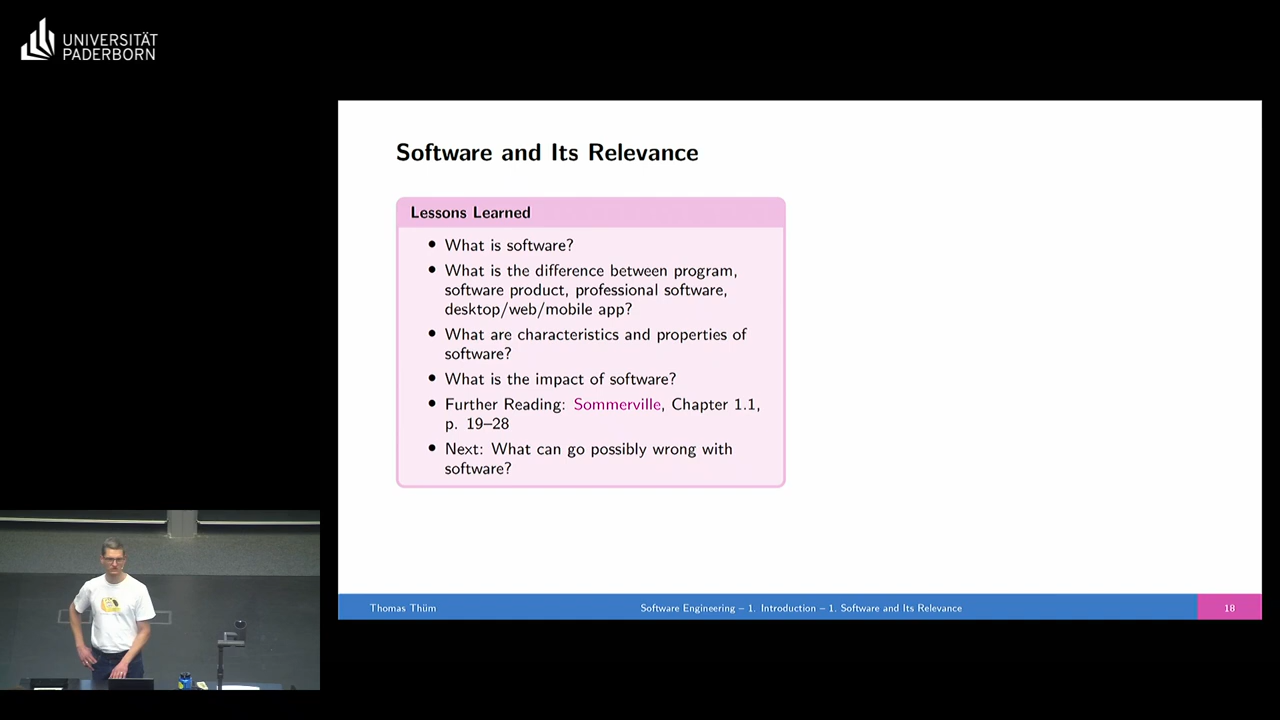 UNIVERSITÄT
PADERBORN
Software and Its Relevance
Lessons Learned
• What is software?
• What is the difference between program,
software product, professional software,
desktop/web/mobile app?
• What are characteristics and properties of
software?
• What is the impact of software?
• Further Reading: Sommerville, Chapter 1.1,
p. 19–28
• Next: What can go possibly wrong with
software?
Thomas Thüm
Software Engineering – 1. Introduction – 1. Software and Its Relevance
18